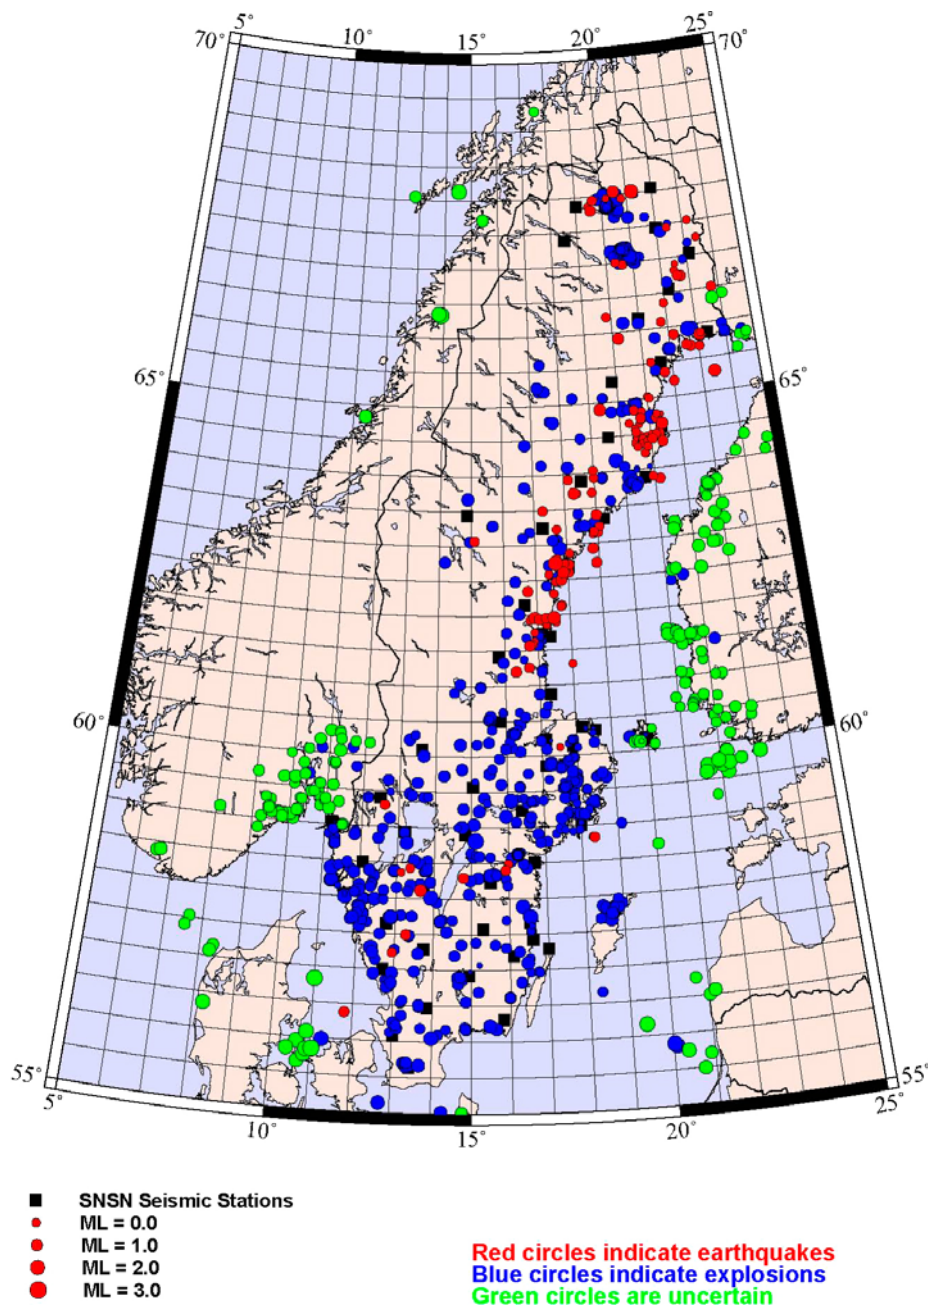 5°
10°
15°
20°
25°
70°
70°
65°
65°
60°
60°
55°
55°
5°
10°
15°
20°
25°
SNSN Seismic Stations
ML = 0.0
ML = 1.0
ML = 2.0
ML = 3.0
Red circles indicate earthquakes
Blue circles indicate explosions
Green circles are uncertain